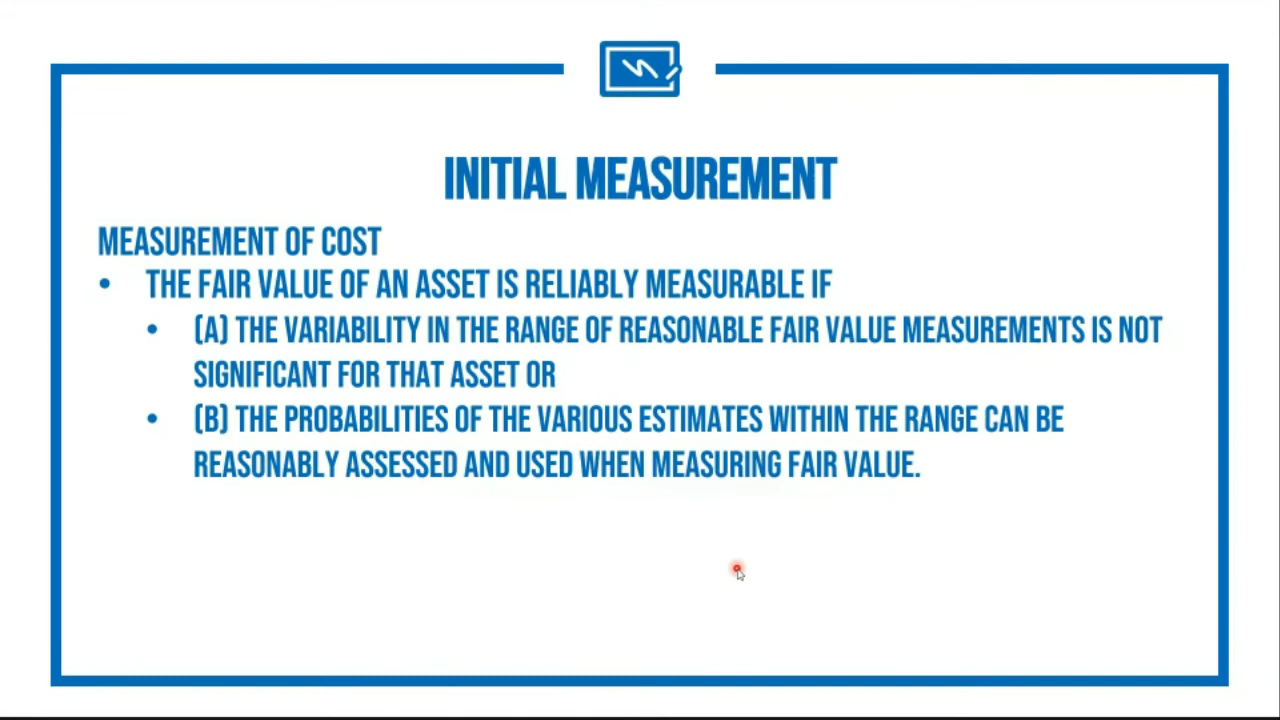 INITIAL MEASUREMENT
MEASUREMENT OF COST
• THE FAIR VALUE OF AN ASSET IS RELIABLY MEASURABLE IF
• (A) THE VARIABILITY IN THE RANGE OF REASONABLE FAIR VALUE MEASUREMENTS IS NOT
SIGNIFICANT FOR THAT ASSET OR
• (B) THE PROBABILITIES OF THE VARIOUS ESTIMATES WITHIN THE RANGE CAN BE
REASONABLY ASSESSED AND USED WHEN MEASURING FAIR VALUE.